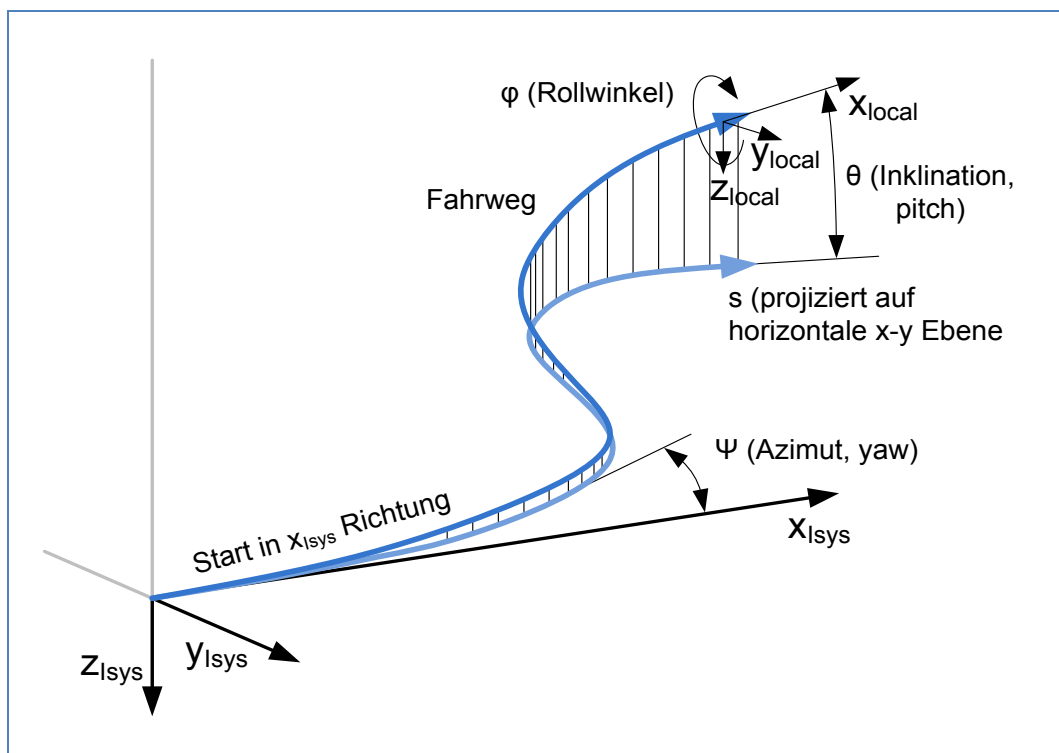 φ (Rollwinkel)
xlocal
ylocal
zlocal
θ (Inklination,
pitch)
Fahrweg
s (projiziert auf
horizontale x-y Ebene
Ψ (Azimut, yaw)
Start in xIsys Richtung
xIsys
yIsys
zIsys